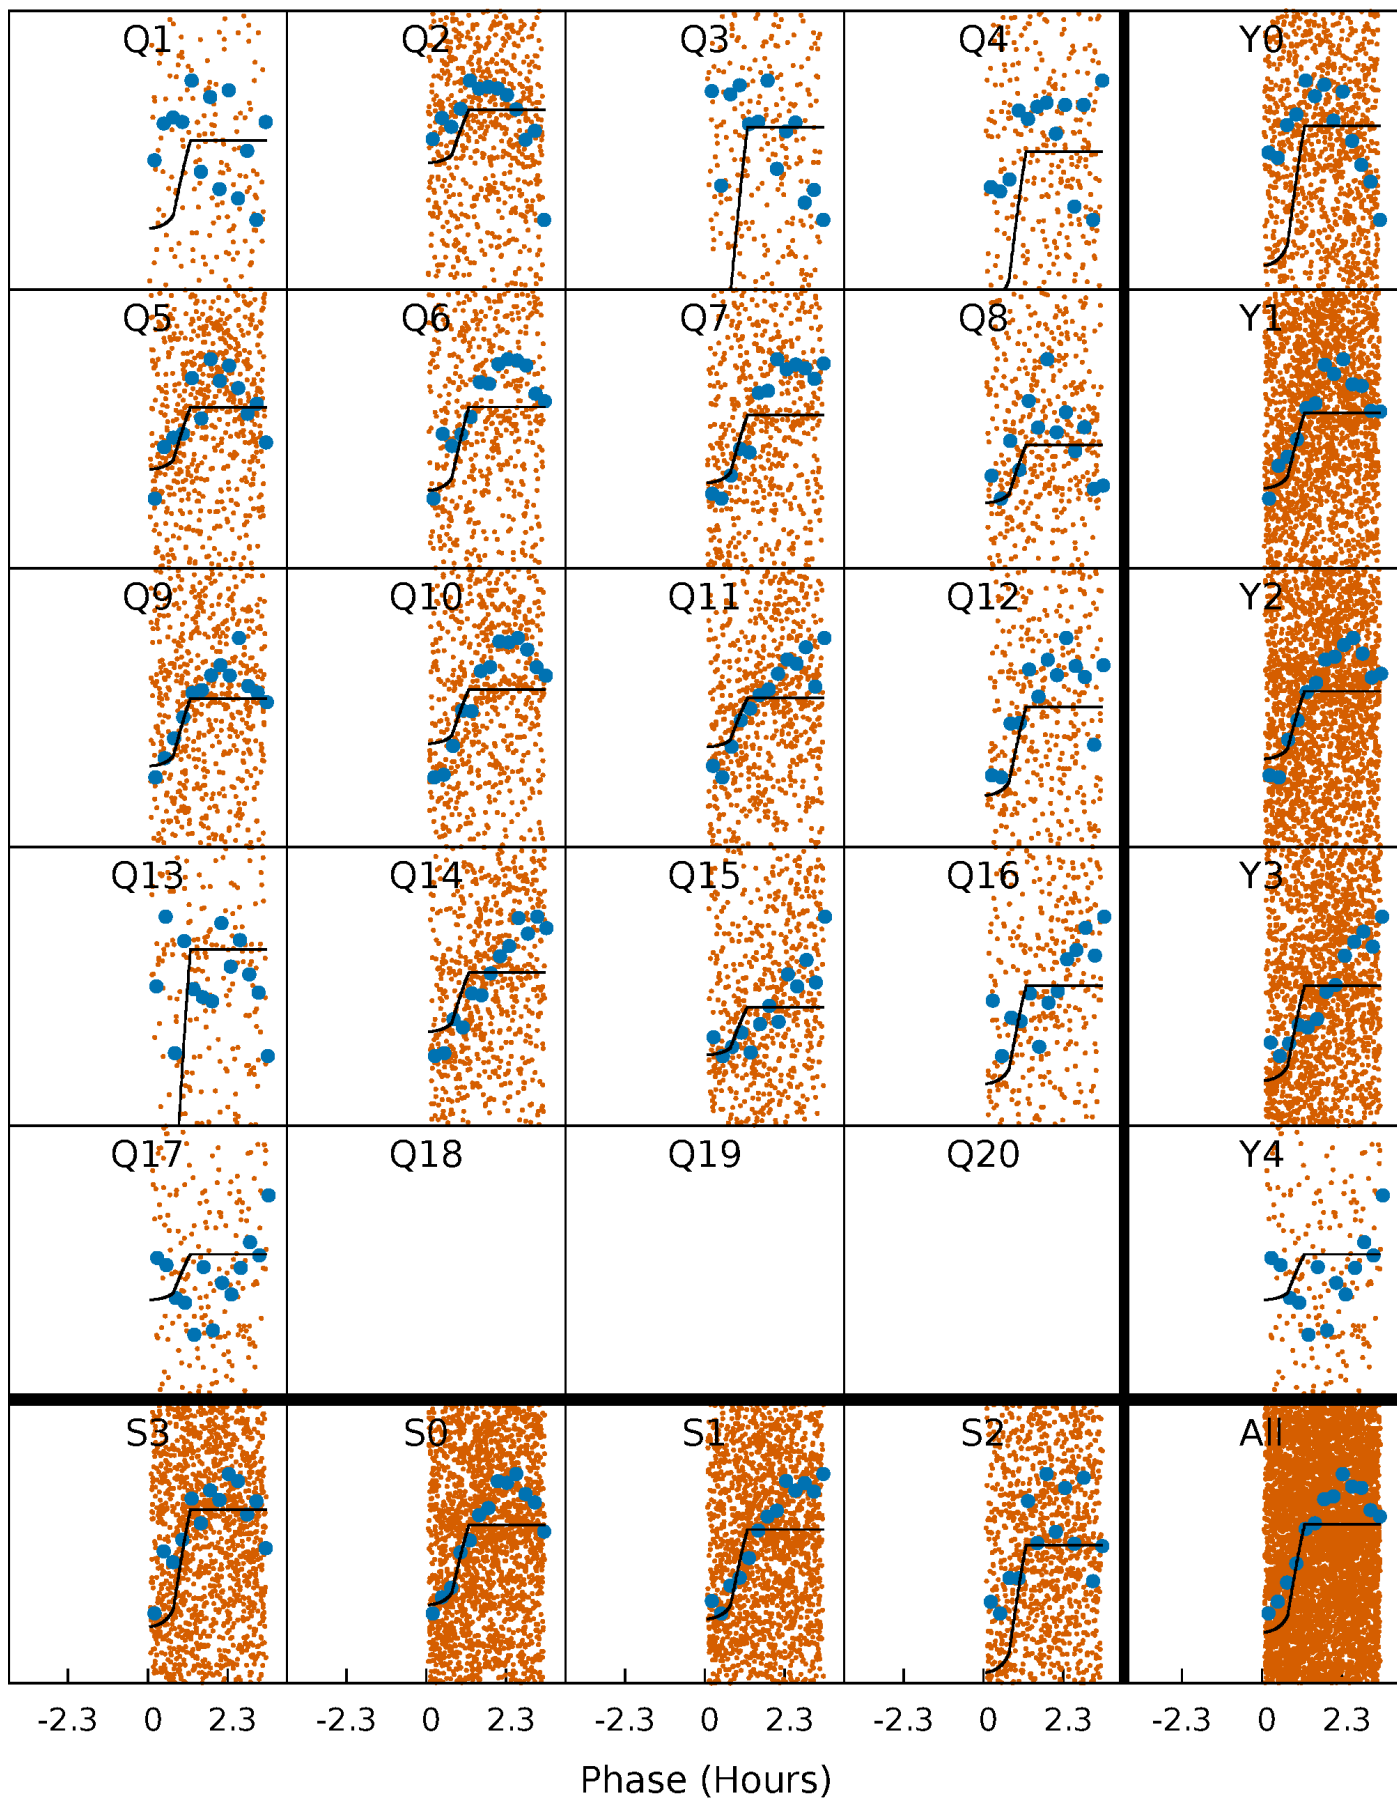 Q1 Q2 Q3 Q4 Y0
Q5 Q6 Q7 Q8 Y1
Q9 Q10 Q11 Q12 Y2
Q13 Q14 Q15 Q16 Y3
Q17 Q18 Q19 Q20 Y4
S3 S0 S1 S2 All
-2.3 0 2.3 -2.3 0 2.3 -2.3 0 2.3 -2.3 0 2.3 -2.3 0 2.3
Phase (Hours)